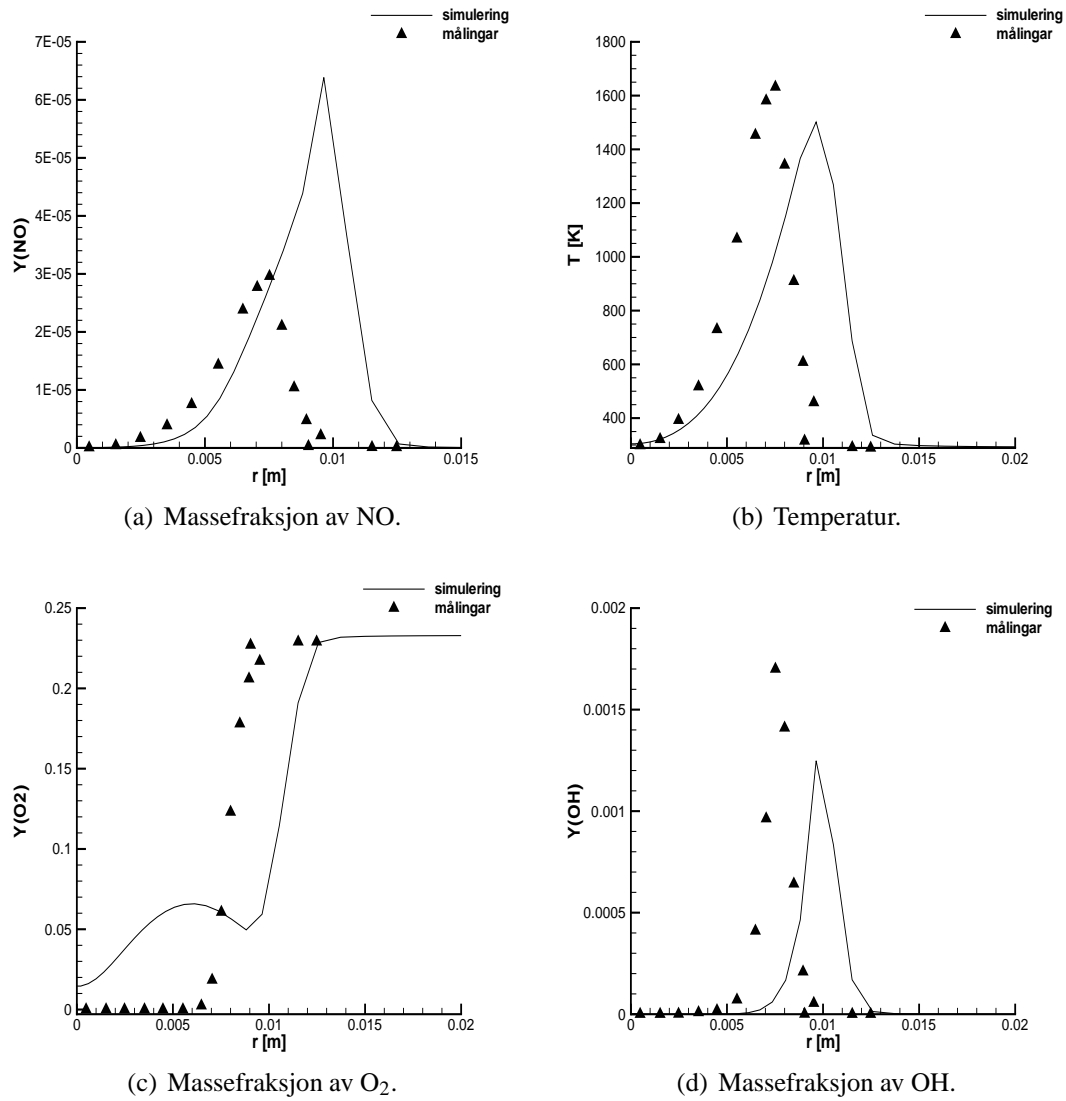 simulering
målingar
7E-05
6E-05
5E-05
4E-05
3E-05
2E-05
1E-05
0
Y(NO)
0
0.005
0.01
0.015
r [m]
(a) Massefraksjon av NO.
simulering
målingar
1800
1600
1400
1200
1000
800
600
400
T [K]
0
0.005
0.01
0.015
0.02
r [m]
(b) Temperatur.
simulering
målingar
0.25
0.2
0.15
0.1
0.05
0
Y(O2)
0
0.005
0.01
0.015
0.02
r [m]
(c) Massefraksjon av O₂.
simulering
målingar
0.002
0.0015
0.001
0.0005
0
Y(OH)
0
0.005
0.01
0.015
0.02
r [m]
(d) Massefraksjon av OH.